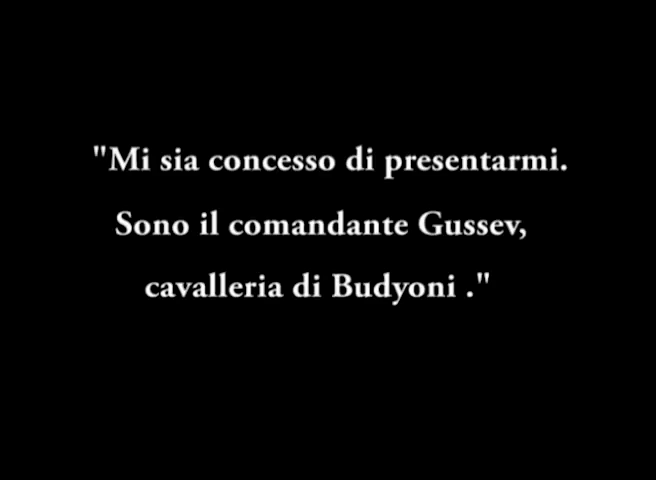 "Mi sia concesso di presentarmi.
Sono il comandante Gussev,
cavalleria di Budyoni ."